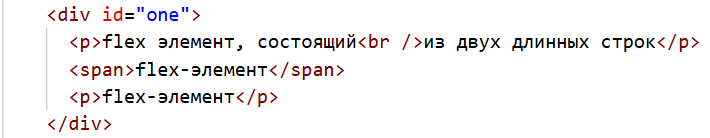 <div id="one">
<p>flex элемент, состоящий<br />из двух длинных строк</p>
<span>flex-элемент</span>
<p>flex-элемент</p>
</div>